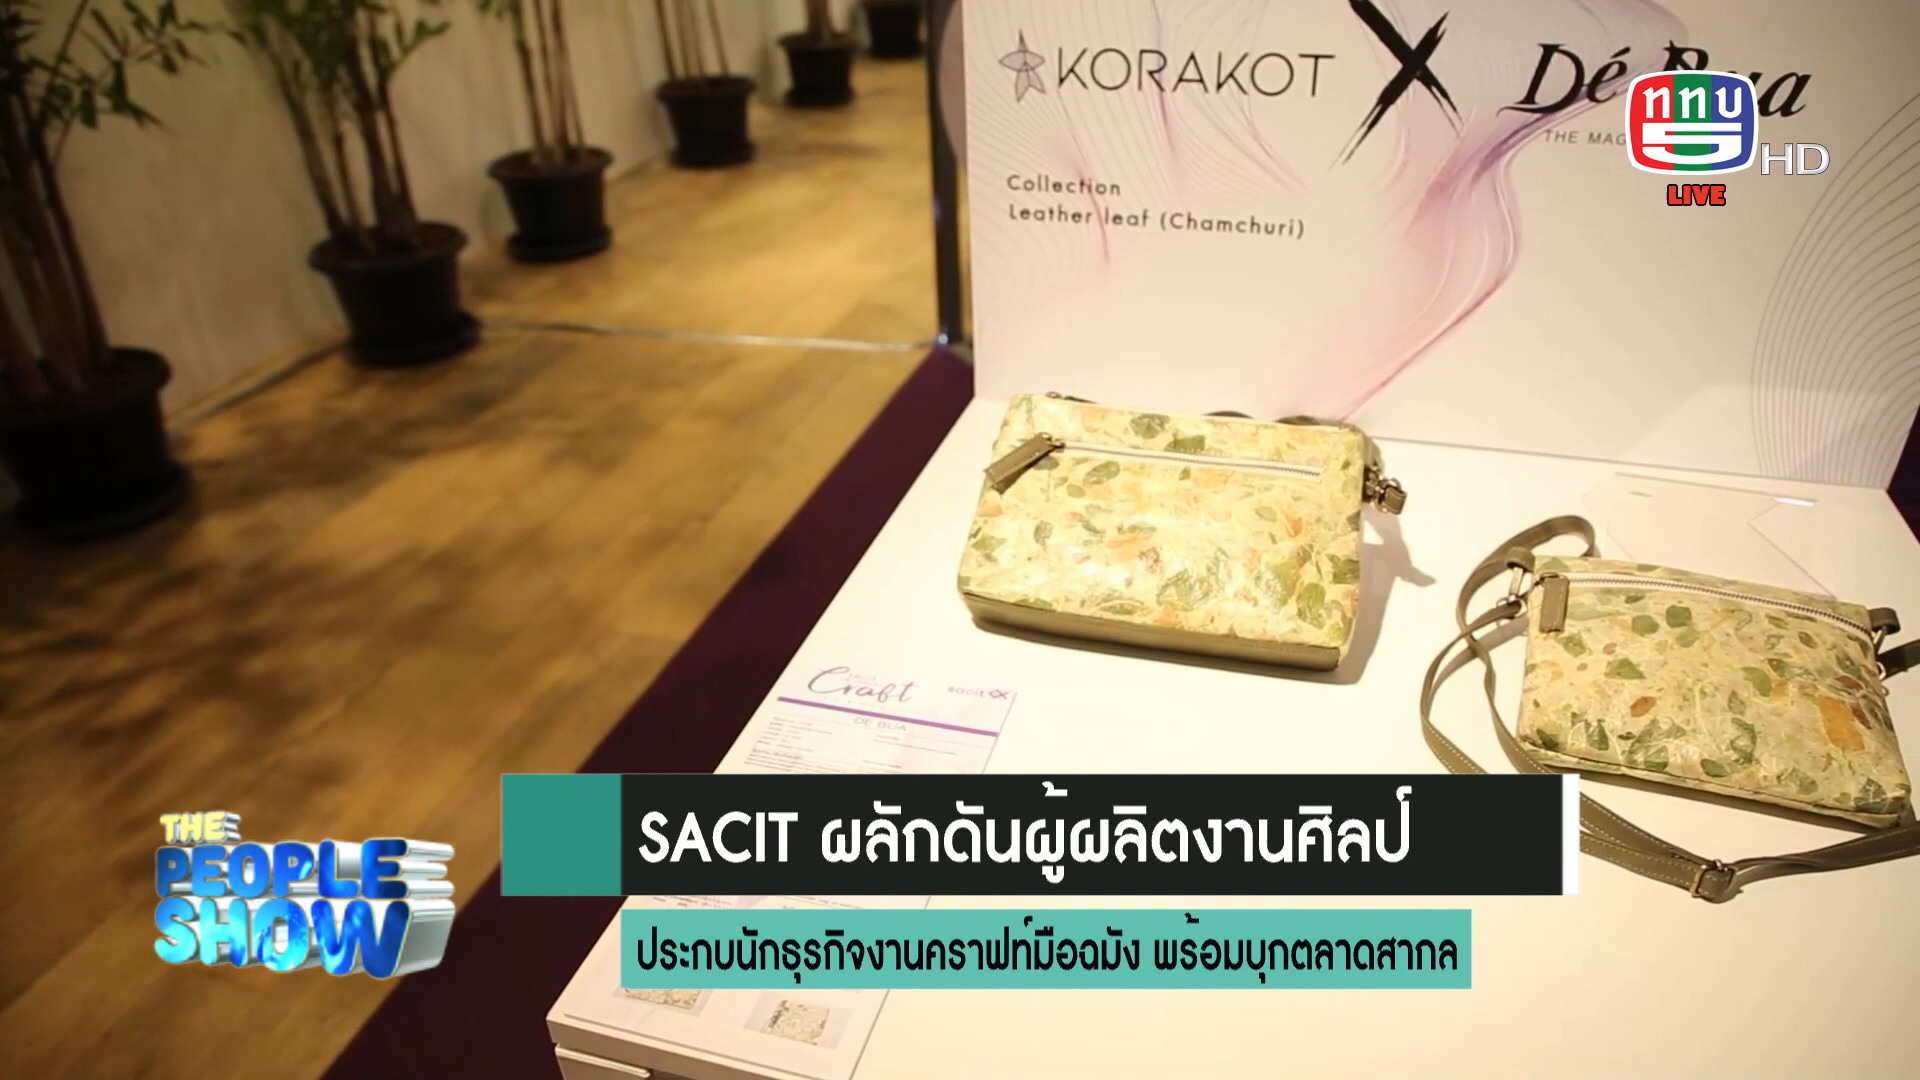 KORAKOT X Dé Bua
THE MAG
Collection
Leather leaf (Chamchuri)
ททบ 5 HD
LIVE
Craft sacit
DE BUA
THE
PEOPLE
SHOW
SACIT ผลักดันผู้ผลิตงานศิลป์
ประกบนักธุรกิจงานคราฟท์มือฉมัง พร้อมบุกตลาดสากล